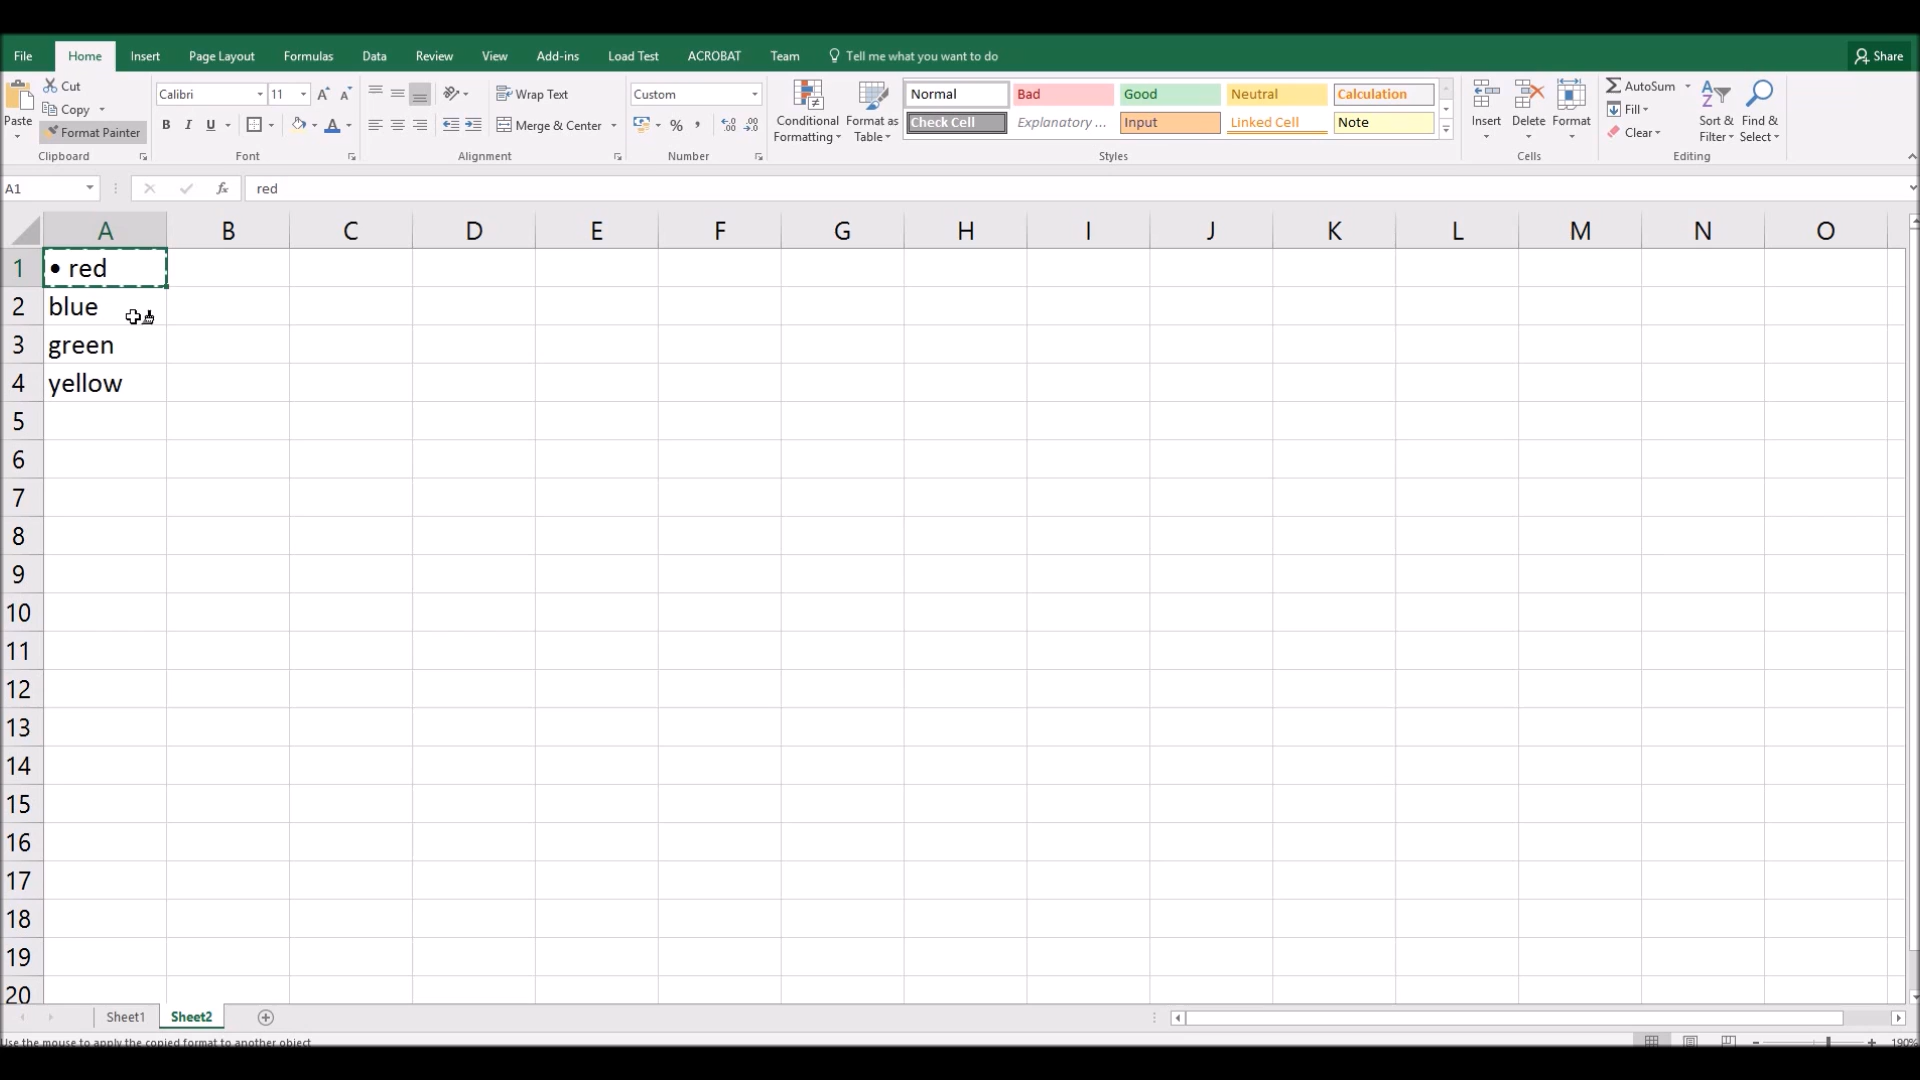 File Home Insert Page Layout Formulas Data Review View Add-ins Load Test ACROBAT Team Tell me what you want to do Share
Paste Cut Copy Format Painter Clipboard
Calibri 11 B I U Font
Wrap Text Merge & Center Alignment
Custom % , Number
Conditional Formatting Format as Table
Normal Bad Good Neutral Calculation
Check Cell Explanatory ... Input Linked Cell Note
Styles
Insert Delete Format Cells
AutoSum Fill Clear Sort & Filter Find & Select Editing
A1 fx red
A B C D E F G H I J K L M N O
1 • red
2 blue
3 green
4 yellow
5
6
7
8
9
10
11
12
13
14
15
16
17
18
19
20
Sheet1 Sheet2
Use the mouse to apply the copied format to another object 190%